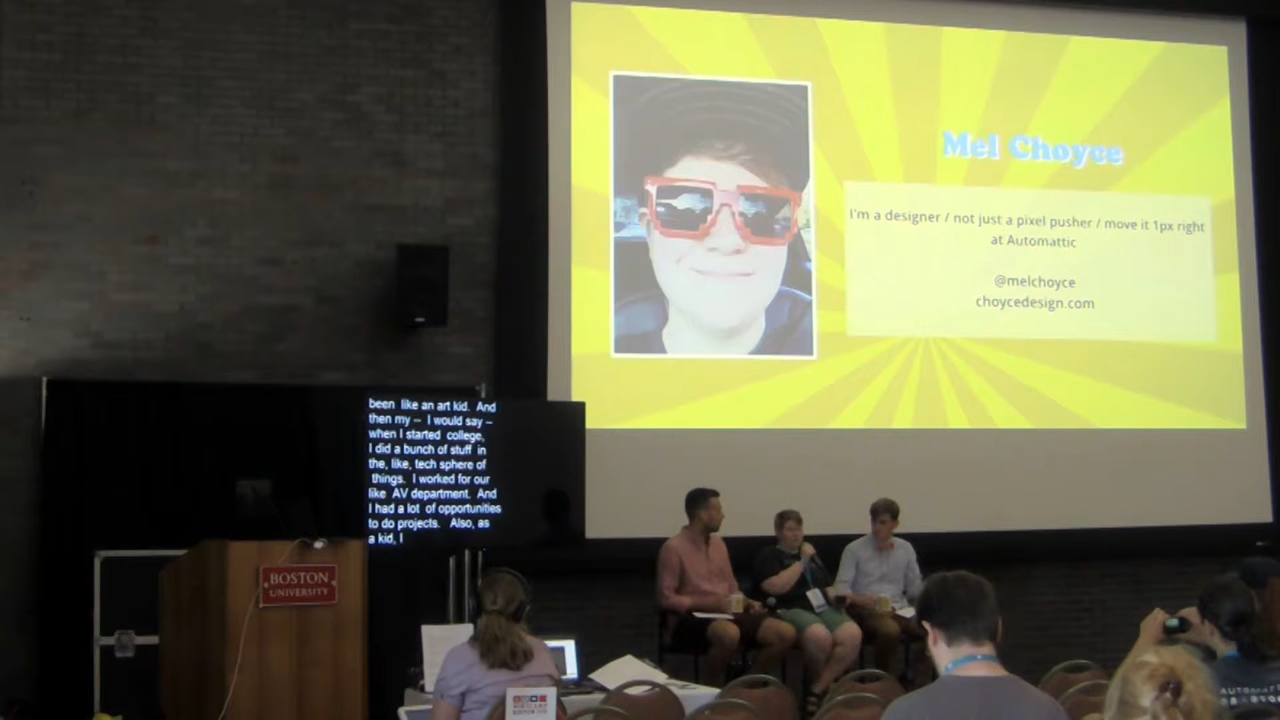 Mel Choyce
I'm a designer / not just a pixel pusher / move it 1px right
at Automattic
@melchoyce
choycedesign.com
been like an art kid. And
then my -- I would say --
when I started college,
I did a bunch of stuff in
the, like, tech sphere of
things. I worked for our
like AV department. And
I had a lot of opportunities
to do projects. Also, as
a kid, I
BOSTON
UNIVERSITY